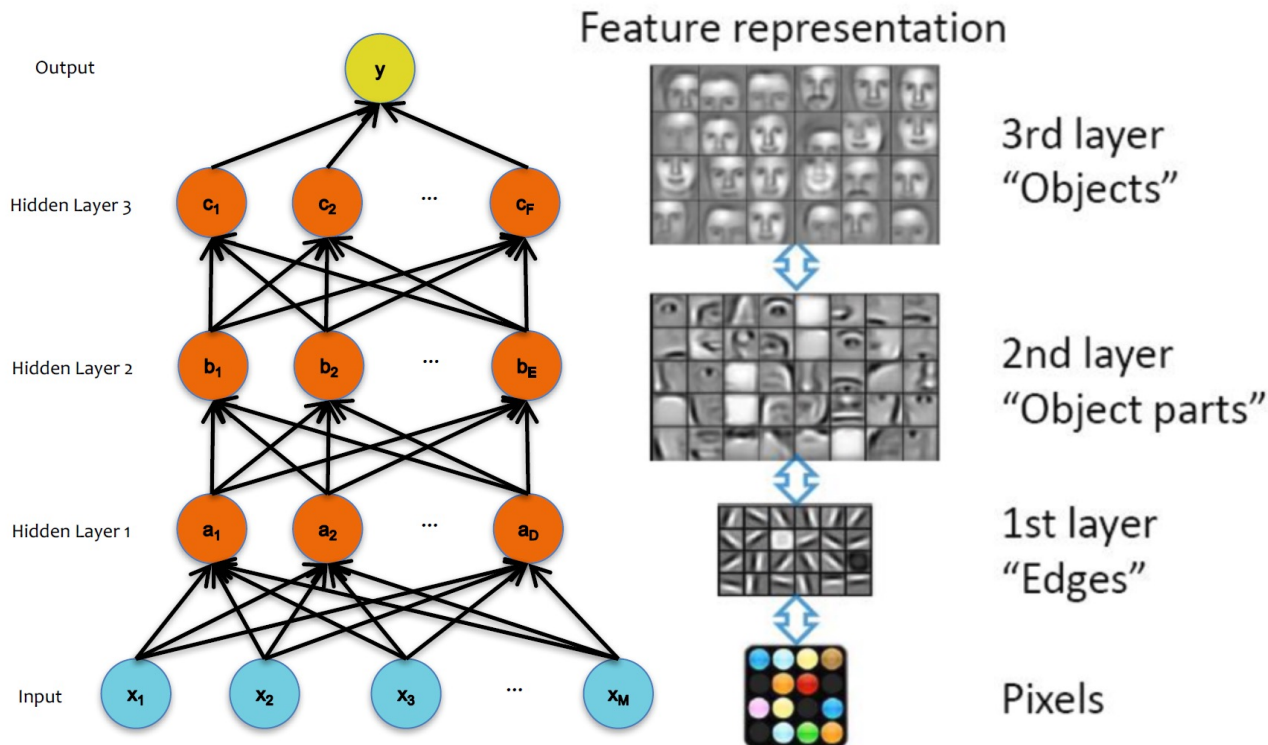 Feature representation
Output
y
3rd layer
“Objects”
Hidden Layer 3
c1
c2
...
cF
2nd layer
“Object parts”
Hidden Layer 2
b1
b2
...
bE
1st layer
“Edges”
Hidden Layer 1
a1
a2
...
aD
Input
x1
x2
x3
...
xM
Pixels